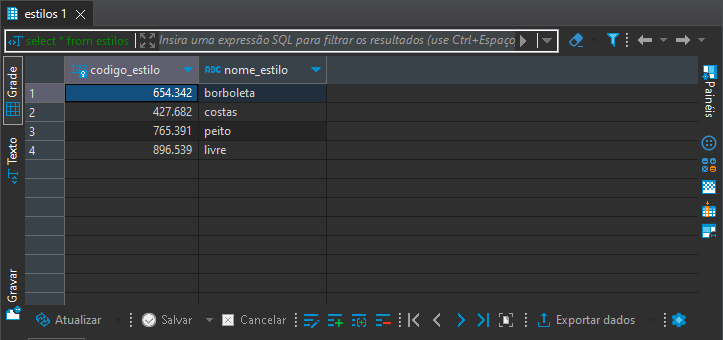 estilos 1
select * from estilos Insira uma expressão SQL para filtrar os resultados (use Ctrl+Espaço
Grade
Texto
Gravar
codigo_estilo ABC nome_estilo
1 654.342 borboleta
2 427.682 costas
3 765.391 peito
4 896.539 livre
Painéis
Atualizar Salvar Cancelar Exportar dados